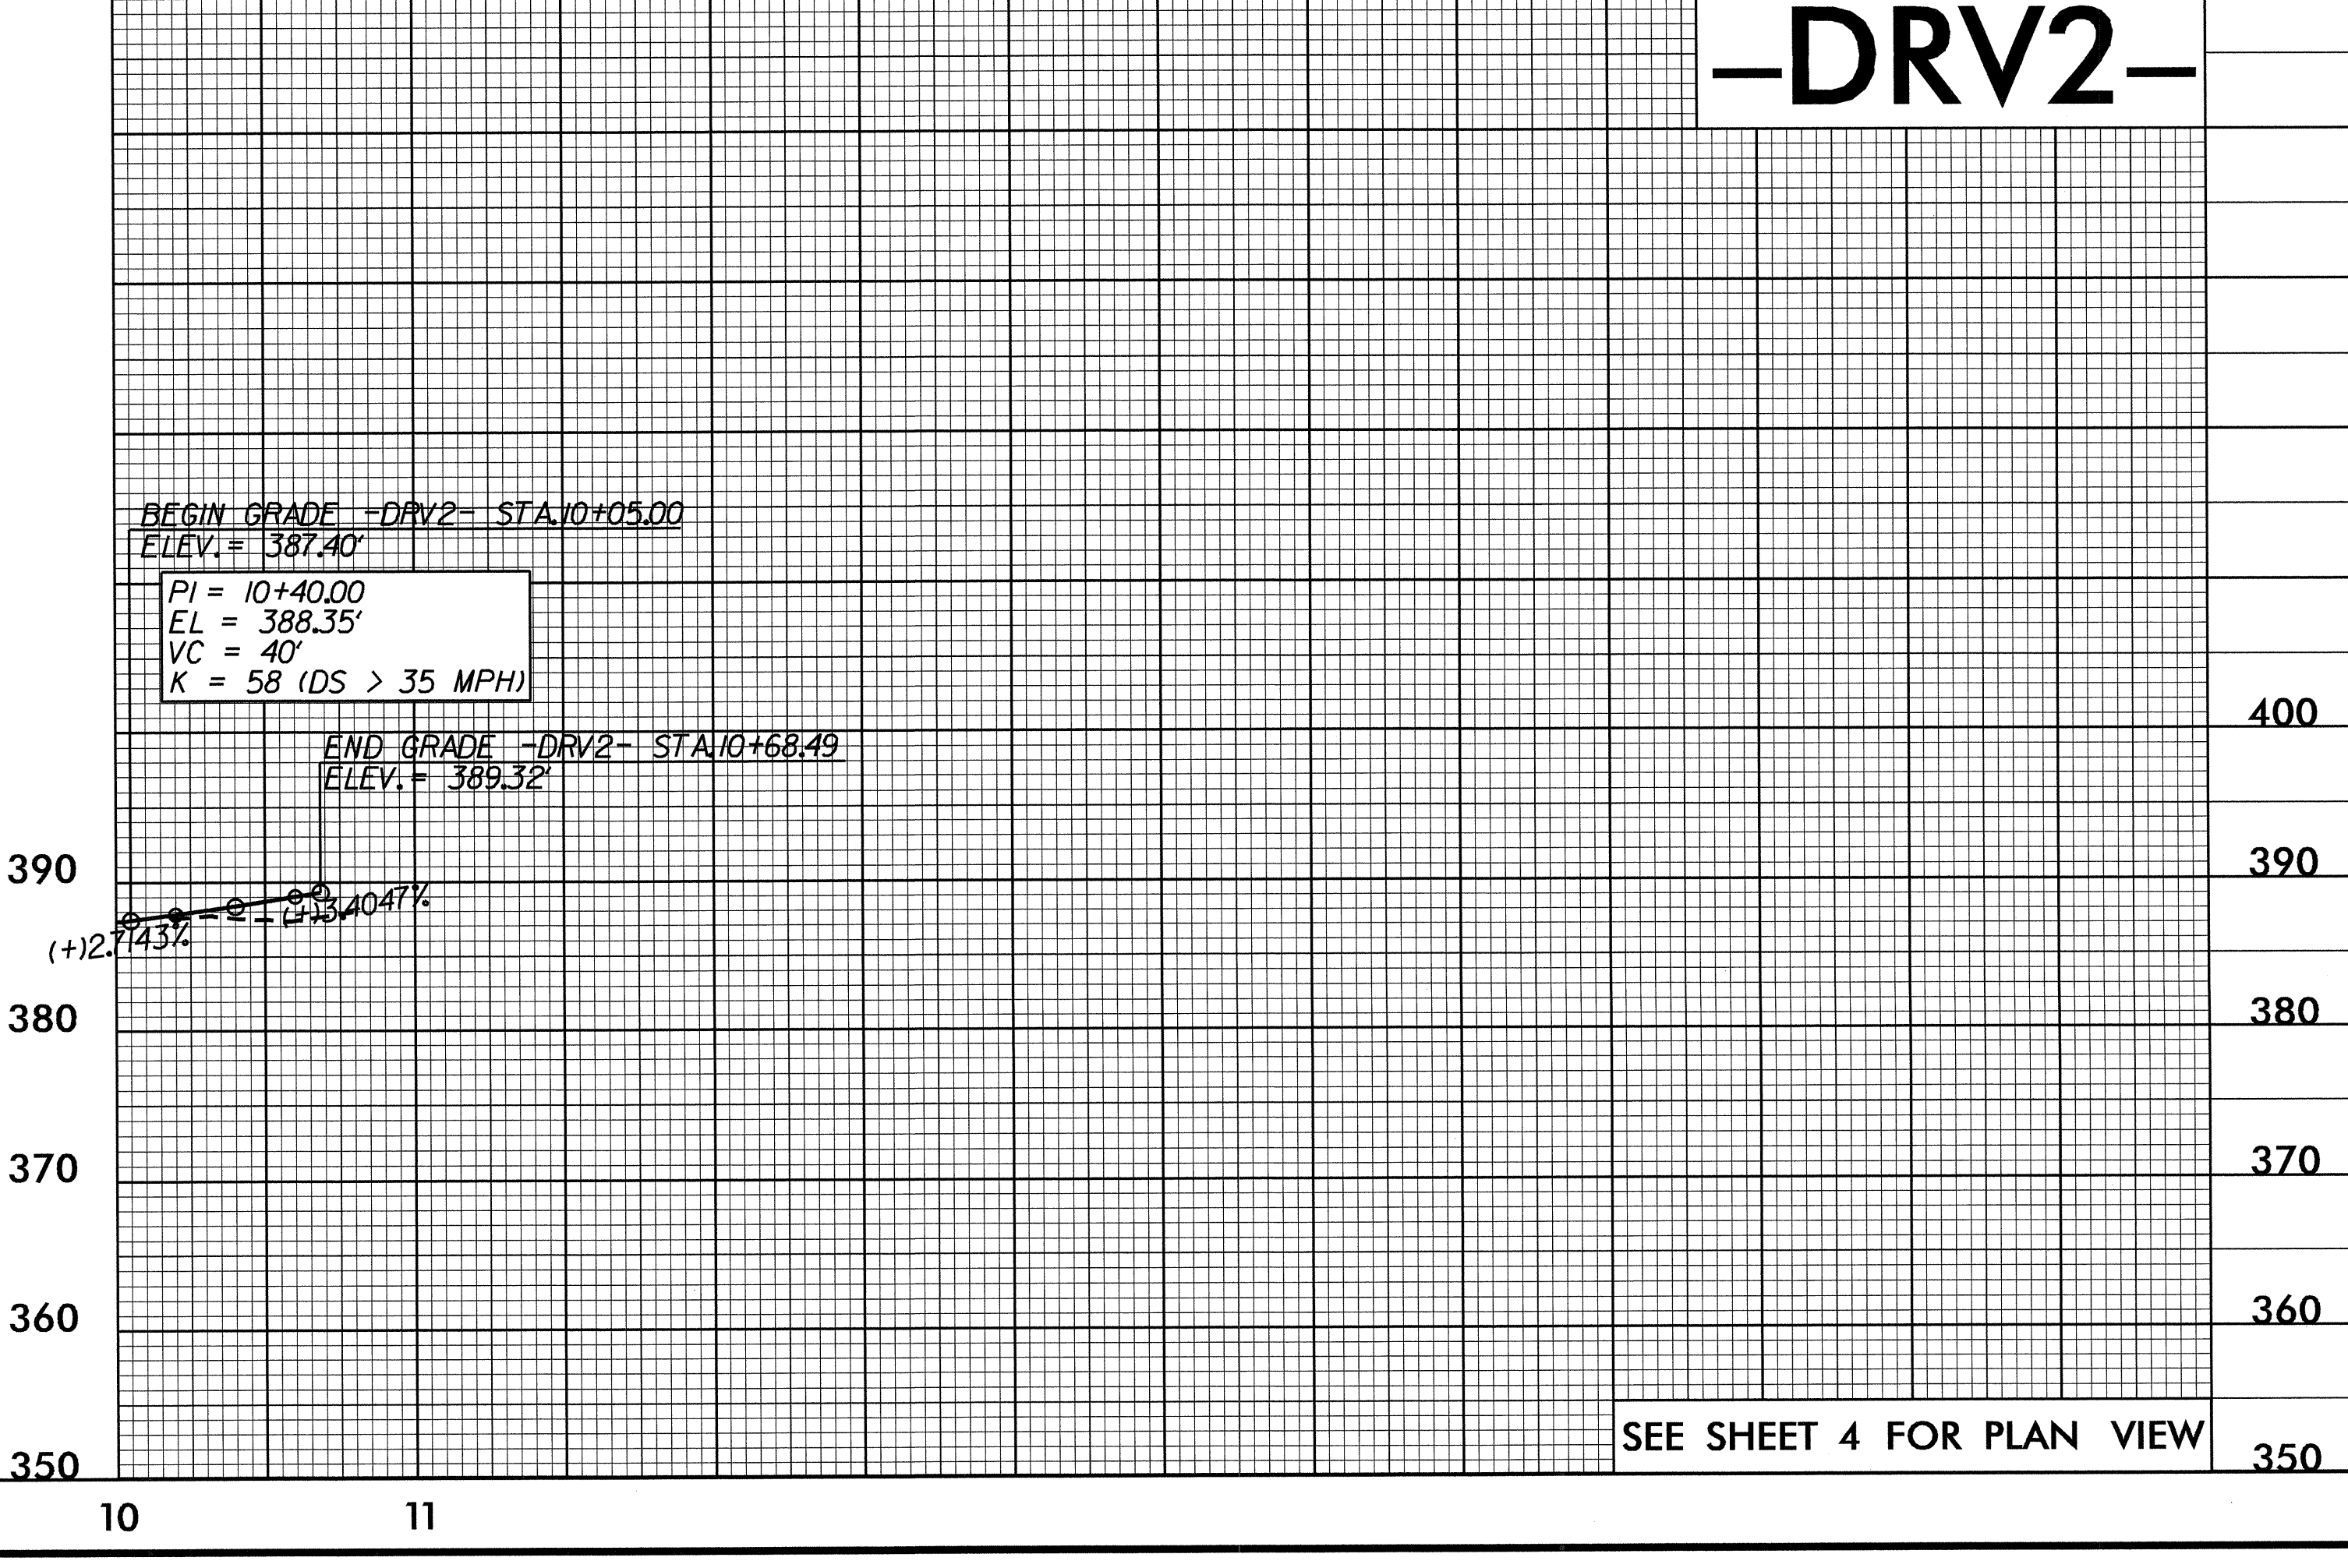 –DRV2–
BEGIN GRADE -DRV2- STA.10+05.00
ELEV.= 387.40'
PI = 10+40.00
EL = 388.35'
VC = 40'
K = 58 (DS > 35 MPH)
400
END GRADE -DRV2- STA.10+68.49
ELEV.= 389.32'
390
390
(+)3.4047%
(+)2.7143%
380
380
370
370
360
360
SEE SHEET 4 FOR PLAN VIEW
350
350
10
11